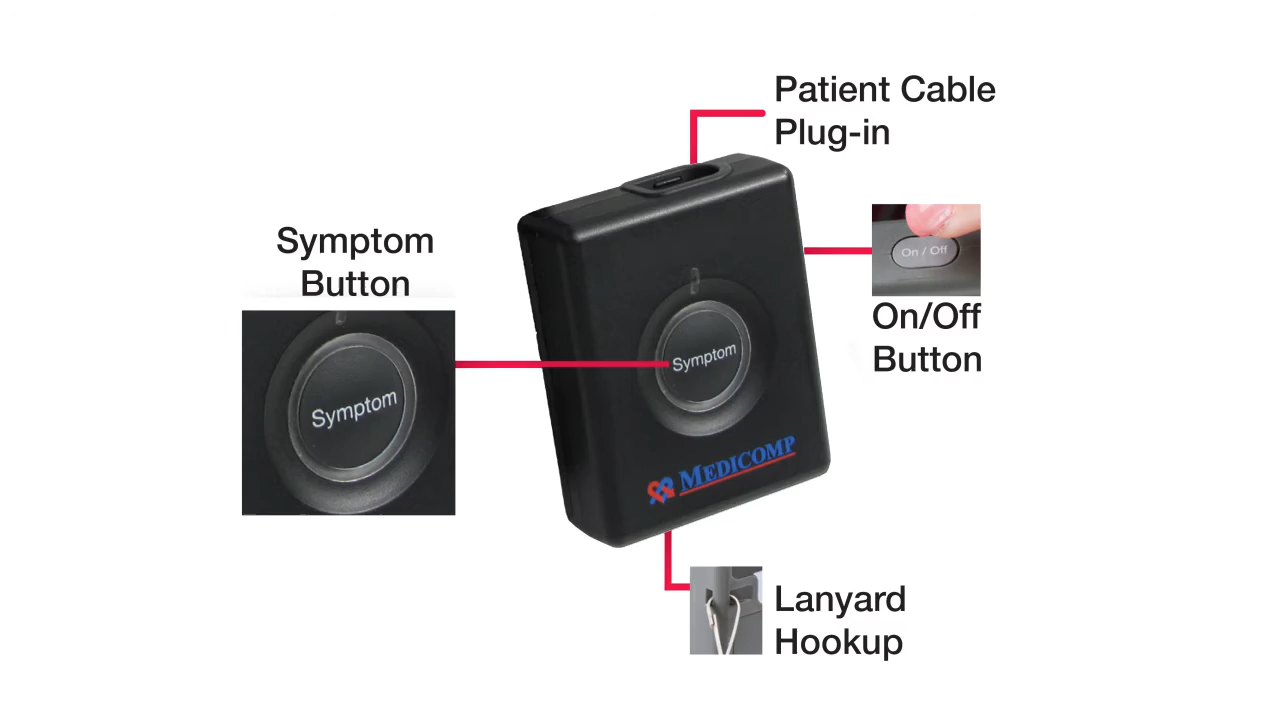 Patient Cable
Plug-in
On / Off
On/Off
Button
Symptom
Button
Symptom
Symptom
MEDICOMP
Lanyard
Hookup